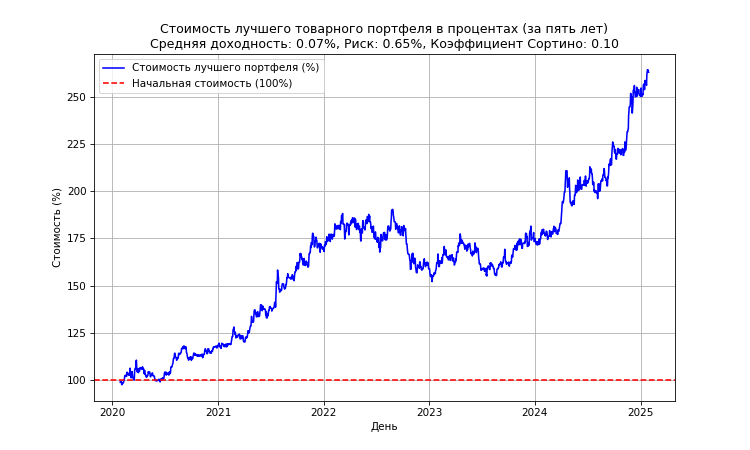 Стоимость лучшего товарного портфеля в процентах (за пять лет)
Средняя доходность: 0.07%, Риск: 0.65%, Коэффициент Сортино: 0.10
Стоимость лучшего портфеля (%)
Начальная стоимость (100%)
Стоимость (%)
250
225
200
175
150
125
100
2020 2021 2022 2023 2024 2025
День